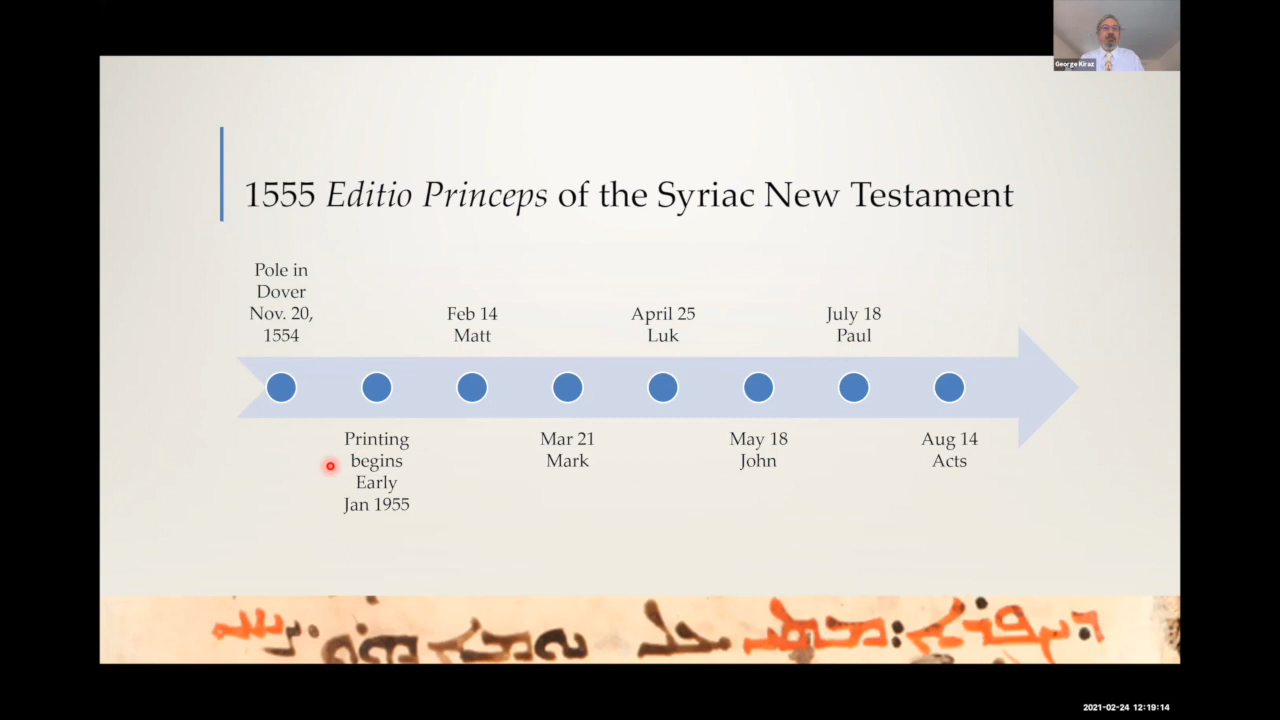 George Kiraz
1555 Editio Princeps of the Syriac New Testament
Pole in
Dover
Nov. 20,
1554
Printing
begins
Early
Jan 1955
Feb 14
Matt
Mar 21
Mark
April 25
Luk
May 18
John
July 18
Paul
Aug 14
Acts
2021-02-24 12:19:14